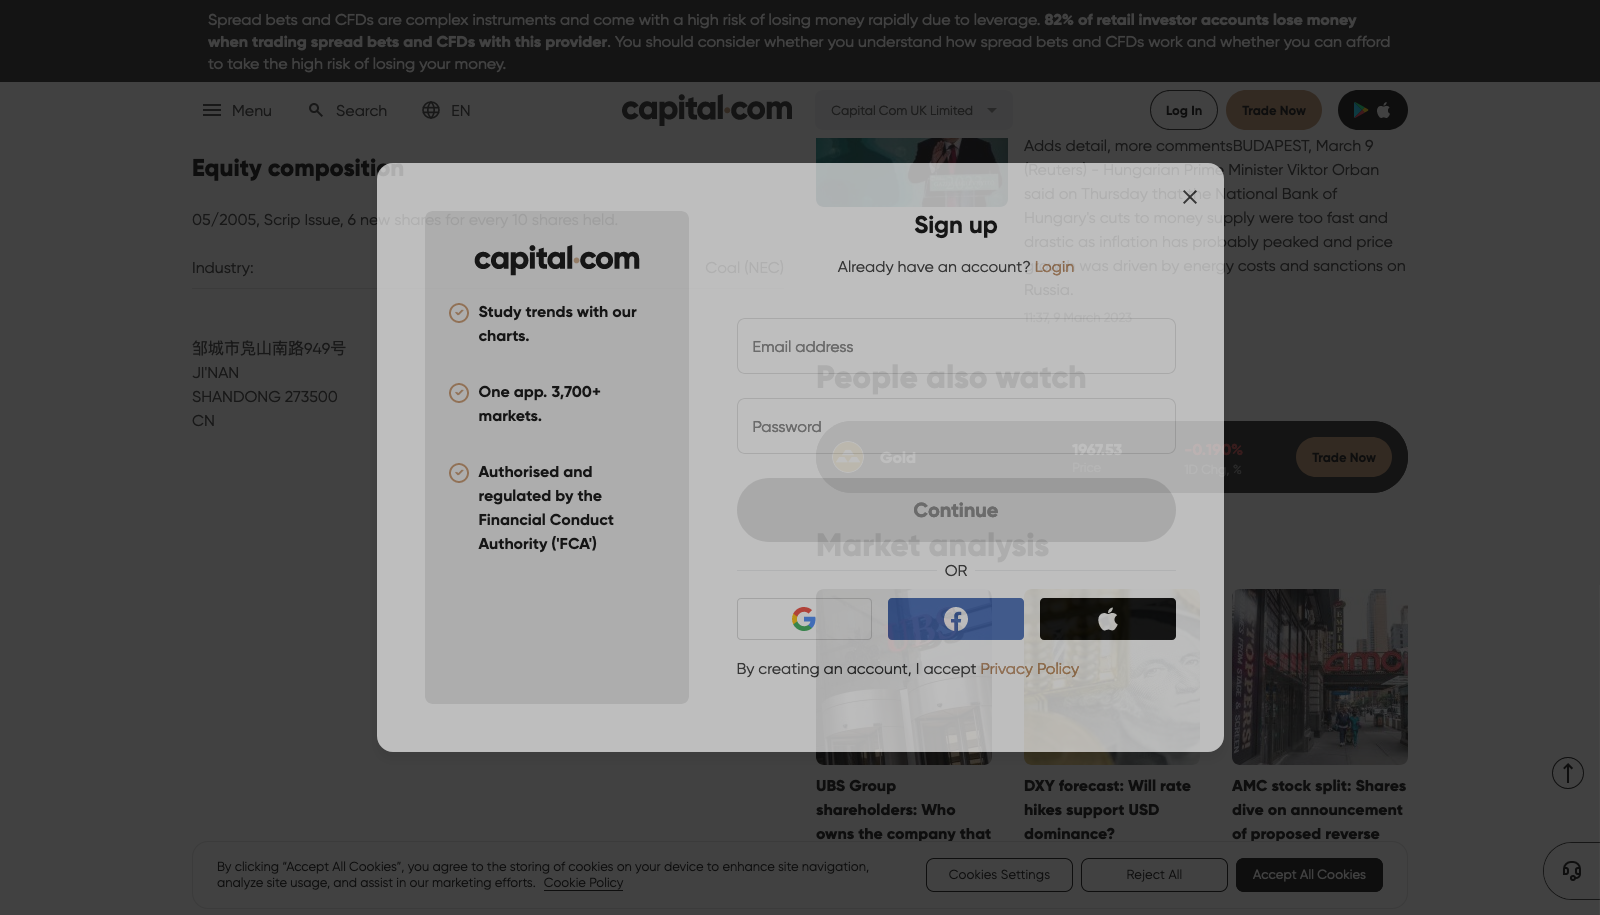 Spread bets and CFDs are complex instruments and come with a high risk of losing money rapidly due to leverage. 82% of retail investor accounts lose money
when trading spread bets and CFDs with this provider. You should consider whether you understand how spread bets and CFDs work and whether you can afford
to take the high risk of losing your money.
Menu
Search
EN
capital.com
Capital Com UK Limited
Log In
Trade Now
Equity composition
05/2005, Scrip Issue, 6 new shares for every 10 shares held.
Industry:
Coal (NEC)
邹城市凫山南路949号
JI'NAN
SHANDONG 273500
CN
Adds detail, more commentsBUDAPEST, March 9
(Reuters) - Hungarian Prime Minister Viktor Orban
said on Thursday that the National Bank of
Hungary's cuts to money supply were too fast and
drastic as inflation has probably peaked and price
was driven by energy costs and sanctions on
Russia.
11:37, 9 March 2023
capital.com
Study trends with our
charts.
One app. 3,700+
markets.
Authorised and
regulated by the
Financial Conduct
Authority ('FCA')
Sign up
Already have an account? Login
Email address
Password
Continue
OR
By creating an account, I accept Privacy Policy
People also watch
Gold
1967.53
Price
-0.190%
1D Chg, %
Trade Now
Market analysis
UBS Group
shareholders: Who
owns the company that
DXY forecast: Will rate
hikes support USD
dominance?
AMC stock split: Shares
dive on announcement
of proposed reverse
By clicking “Accept All Cookies”, you agree to the storing of cookies on your device to enhance site navigation,
analyze site usage, and assist in our marketing efforts. Cookie Policy
Cookies Settings
Reject All
Accept All Cookies